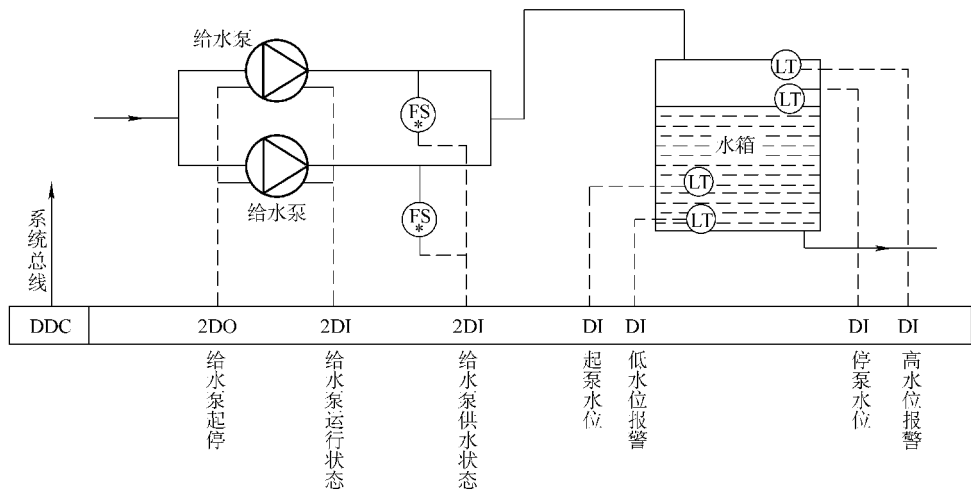 给水泵
LT
LT
FS
*
水箱
LT
给水泵
FS
*
LT
系统总线
DDC
2DO
2DI
2DI
DI
DI
DI
DI
给水泵起停
给水泵运行状态
给水泵供水状态
起泵水位
低水位报警
停泵水位
高水位报警